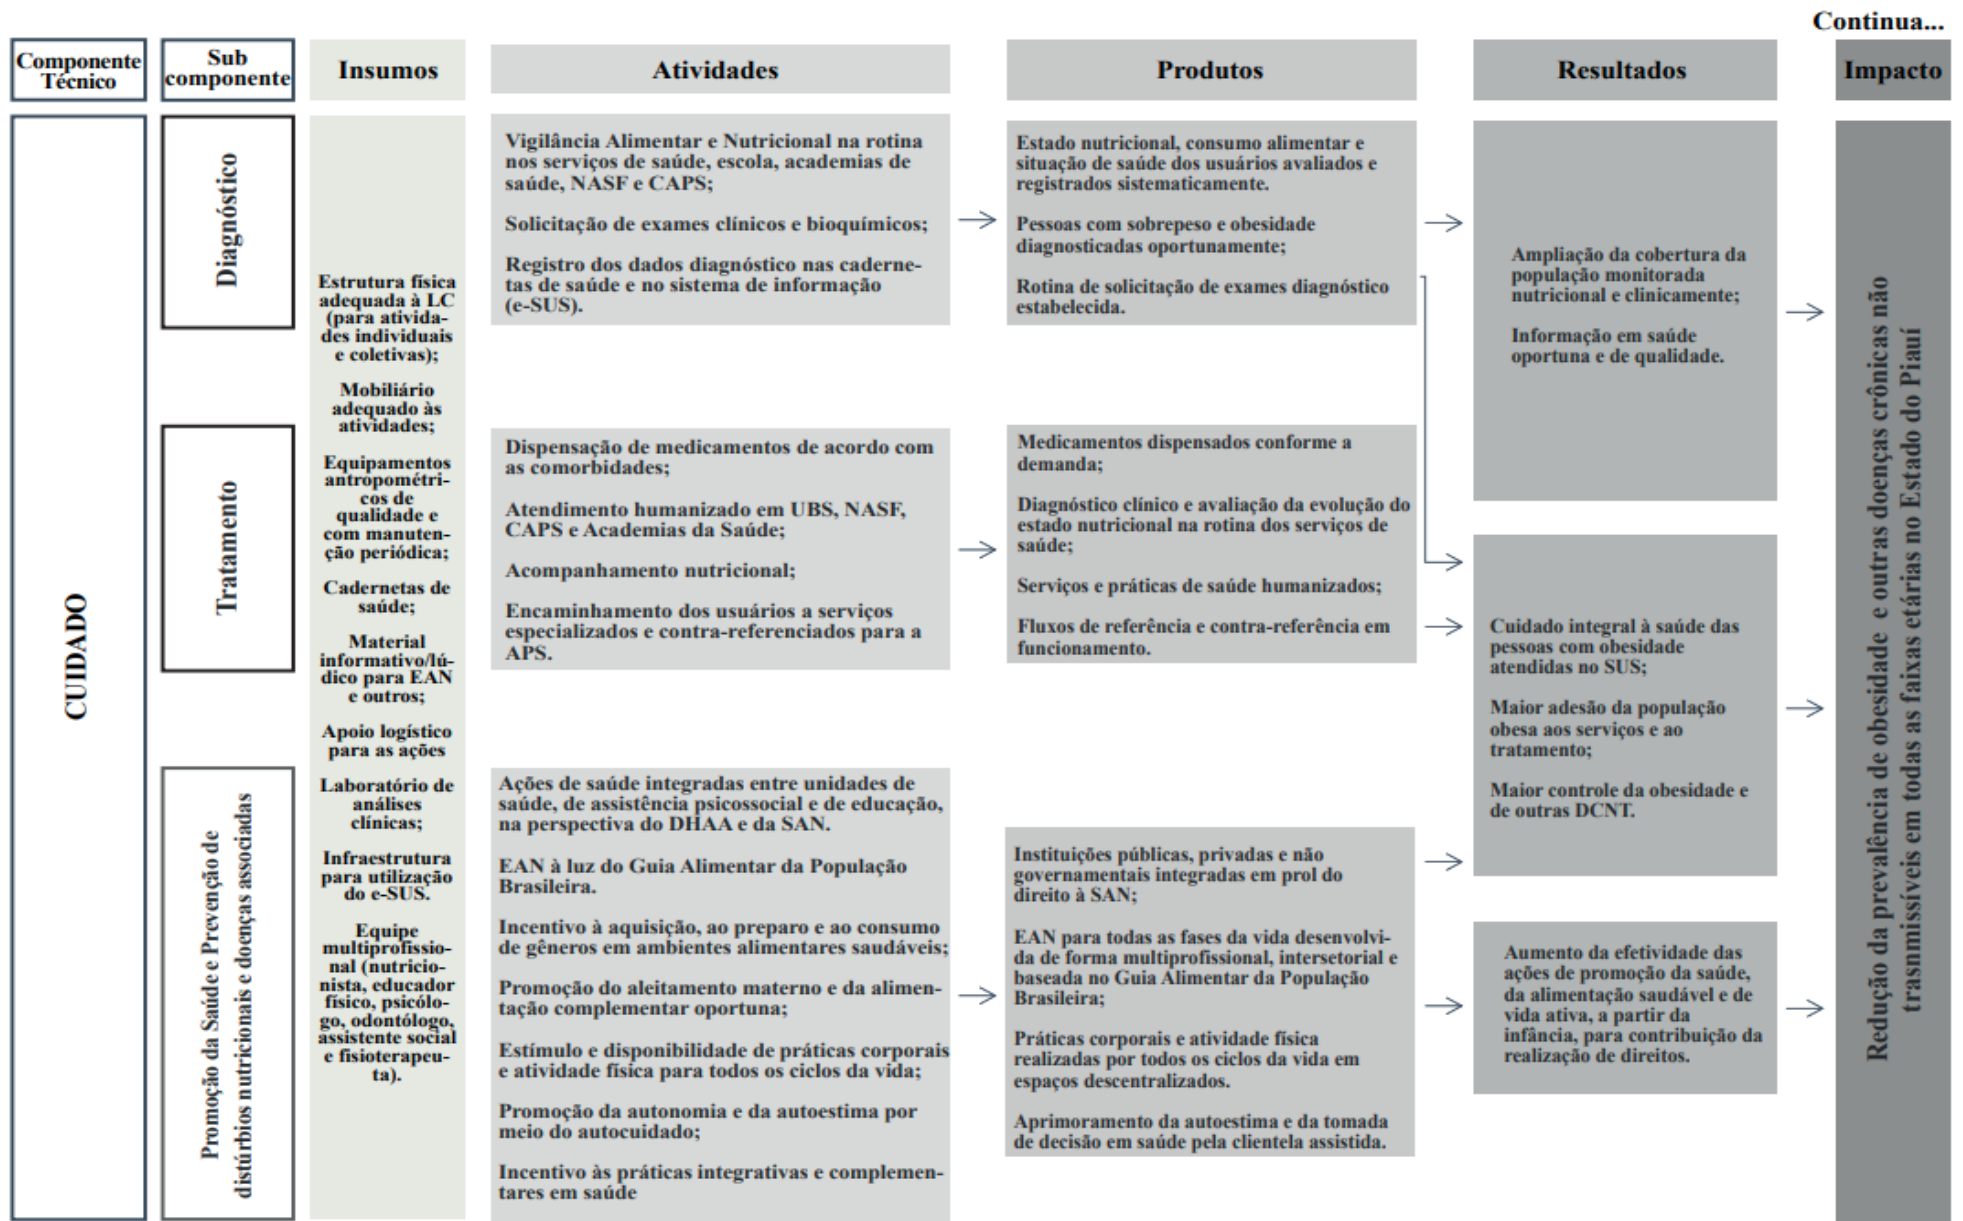 Continua...
Componente
Técnico
Sub
componente
Insumos
Atividades
Produtos
Resultados
Impacto
CUIDADO
Diagnóstico
Tratamento
Promoção da Saúde e Prevenção de
distúrbios nutricionais e doenças associadas
Estrutura física
adequada à LC
(para ativida-
des individuais
e coletivas);
Mobiliário
adequado às
atividades;
Equipamentos
antropométri-
cos de
qualidade e
com manuten-
ção periódica;
Cadernetas de
saúde;
Material
informativo/lú-
dico para EAN
e outros;
Apoio logístico
para as ações
Laboratório de
análises
clínicas;
Infraestrutura
para utilização
do e-SUS.
Equipe
multiprofissio-
nal (nutricio-
nista, educador
físico, psicólo-
go, odontólogo,
assistente social
e fisioterapeu-
ta).
Vigilância Alimentar e Nutricional na rotina
nos serviços de saúde, escola, academias de
saúde, NASF e CAPS;
Solicitação de exames clínicos e bioquímicos;
Registro dos dados diagnóstico nas caderne-
tas de saúde e no sistema de informação
(e-SUS).
Estado nutricional, consumo alimentar e
situação de saúde dos usuários avaliados e
registrados sistematicamente.
Pessoas com sobrepeso e obesidade
diagnosticadas oportunamente;
Rotina de solicitação de exames diagnóstico
estabelecida.
Ampliação da cobertura da
população monitorada
nutricional e clinicamente;
Informação em saúde
oportuna e de qualidade.
Dispensação de medicamentos de acordo com
as comorbidades;
Atendimento humanizado em UBS, NASF,
CAPS e Academias da Saúde;
Acompanhamento nutricional;
Encaminhamento dos usuários a serviços
especializados e contra-referenciados para a
APS.
Medicamentos dispensados conforme a
demanda;
Diagnóstico clínico e avaliação da evolução do
estado nutricional na rotina dos serviços de
saúde;
Serviços e práticas de saúde humanizados;
Fluxos de referência e contra-referência em
funcionamento.
Cuidado integral à saúde das
pessoas com obesidade
atendidas no SUS;
Maior adesão da população
obesa aos serviços e ao
tratamento;
Maior controle da obesidade e
de outras DCNT.
Ações de saúde integradas entre unidades de
saúde, de assistência psicossocial e de educação,
na perspectiva do DHAA e da SAN.
EAN à luz do Guia Alimentar da População
Brasileira.
Incentivo à aquisição, ao preparo e ao consumo
de gêneros em ambientes alimentares saudáveis;
Promoção do aleitamento materno e da alimen-
tação complementar oportuna;
Estímulo e disponibilidade de práticas corporais
e atividade física para todos os ciclos da vida;
Promoção da autonomia e da autoestima por
meio do autocuidado;
Incentivo às práticas integrativas e complemen-
tares em saúde
Instituições públicas, privadas e não
governamentais integradas em prol do
direito à SAN;
EAN para todas as fases da vida desenvolvi-
da de forma multiprofissional, intersetorial e
baseada no Guia Alimentar da População
Brasileira;
Práticas corporais e atividade física
realizadas por todos os ciclos da vida em
espaços descentralizados.
Aprimoramento da autoestima e da tomada
de decisão em saúde pela clientela assistida.
Aumento da efetividade das
ações de promoção da saúde,
da alimentação saudável e de
vida ativa, a partir da
infância, para contribuição da
realização de direitos.
Redução da prevalência de obesidade e outras doenças crônicas não
trasmissíveis em todas as faixas etárias no Estado do Piauí